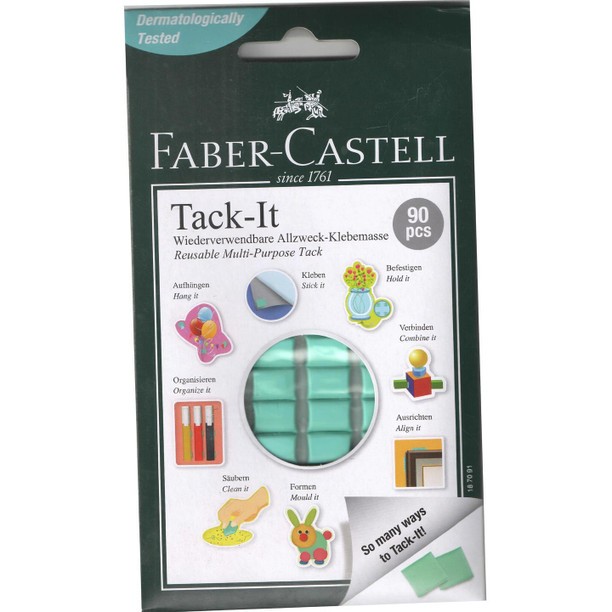 Dermatologically
Tested
FABER-CASTELL
since 1761
Tack-It
Wiederverwendbare Allzweck-Klebemasse
Reusable Multi-Purpose Tack
90
pcs
Aufhängen
Hang it
Kleben
Stick it
Befestigen
Hold it
Verbinden
Combine it
Organisieren
Organize it
Ausrichten
Align it
Säubern
Clean it
Formen
Mould it
So many ways
to Tack-It!
18 70 91